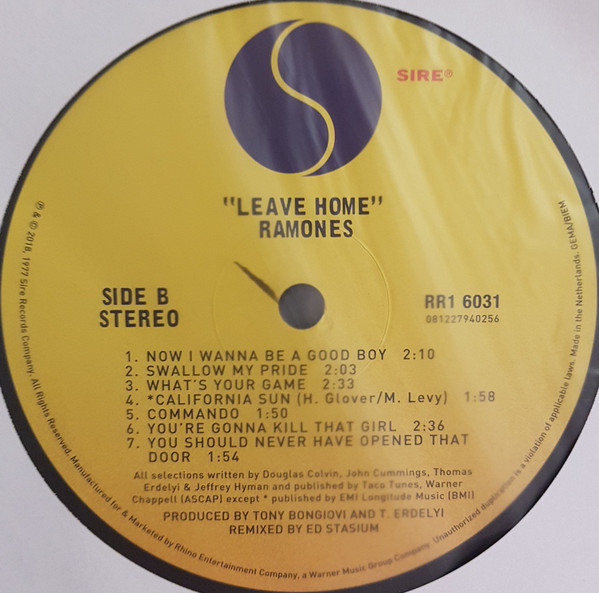 SIRE®
"LEAVE HOME"
RAMONES
SIDE B
STEREO
RR1 6031
081227940256
1. NOW I WANNA BE A GOOD BOY 2:10
2. SWALLOW MY PRIDE 2:03
3. WHAT'S YOUR GAME 2:33
4. *CALIFORNIA SUN (H. Glover/M. Levy) 1:58
5. COMMANDO 1:50
6. YOU'RE GONNA KILL THAT GIRL 2:36
7. YOU SHOULD NEVER HAVE OPENED THAT
DOOR 1:54
All selections written by Douglas Colvin, John Cummings, Thomas
Erdelyi & Jeffrey Hyman and published by Taco Tunes, Warner
Chappell (ASCAP) except * published by EMI Longitude Music (BMI)
PRODUCED BY TONY BONGIOVI AND T. ERDELYI
REMIXED BY ED STASIUM
℗ & © 2018, 1977 Sire Records Company. All Rights Reserved. Manufactured for & Marketed by Rhino Entertainment Company, a Warner Music Group Company. Unauthorized duplication is a violation of applicable laws. Made in the Netherlands. GEMA/BIEM